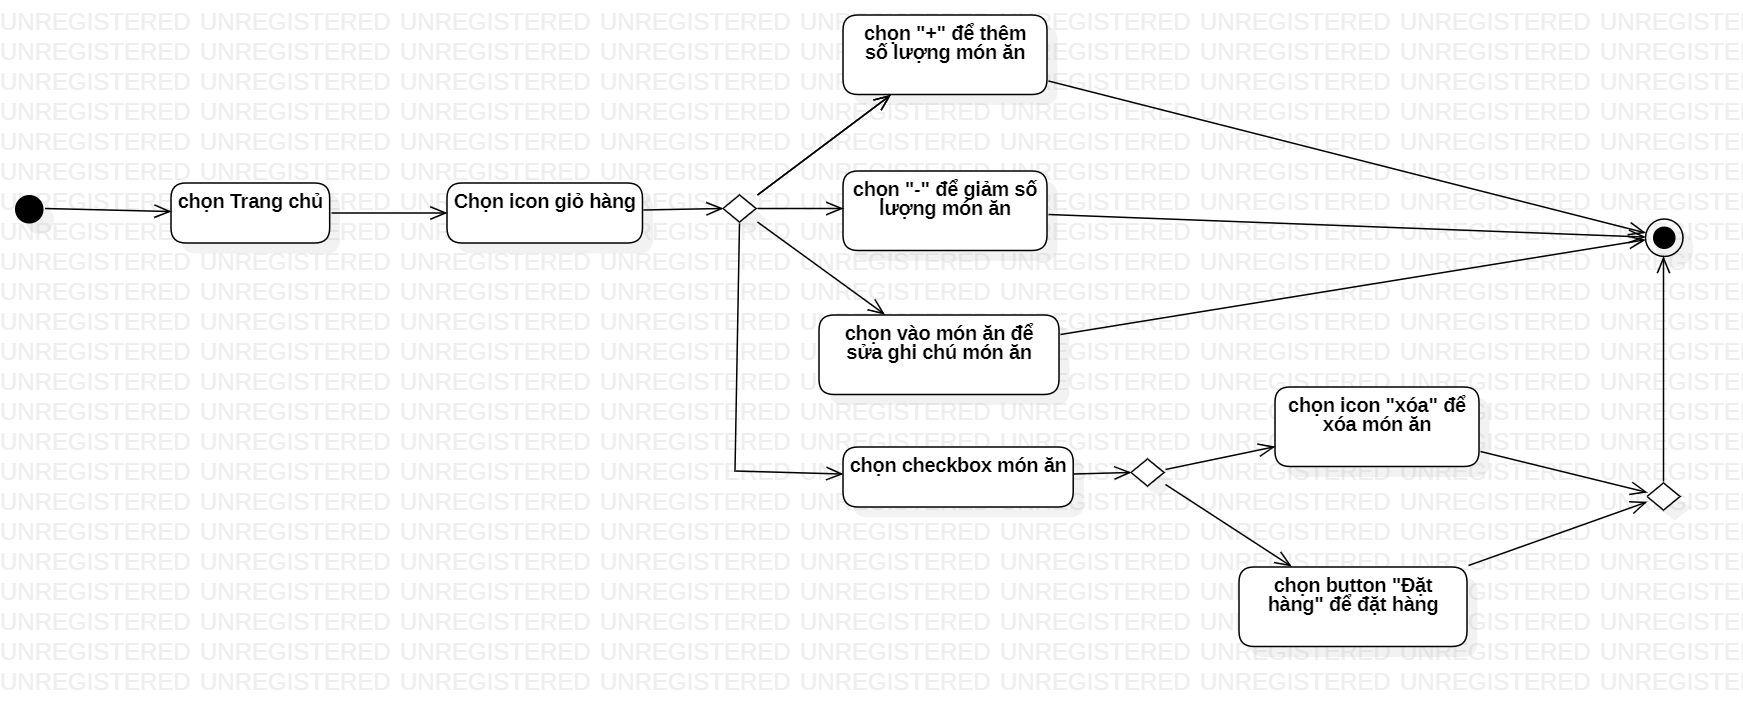 chọn "+" để thêm
số lượng món ăn
chọn Trang chủ
Chọn icon giỏ hàng
chọn "-" để giảm số
lượng món ăn
chọn vào món ăn để
sửa ghi chú món ăn
chọn checkbox món ăn
chọn icon "xóa" để
xóa món ăn
chọn button "Đặt
hàng" để đặt hàng
UNREGISTERED